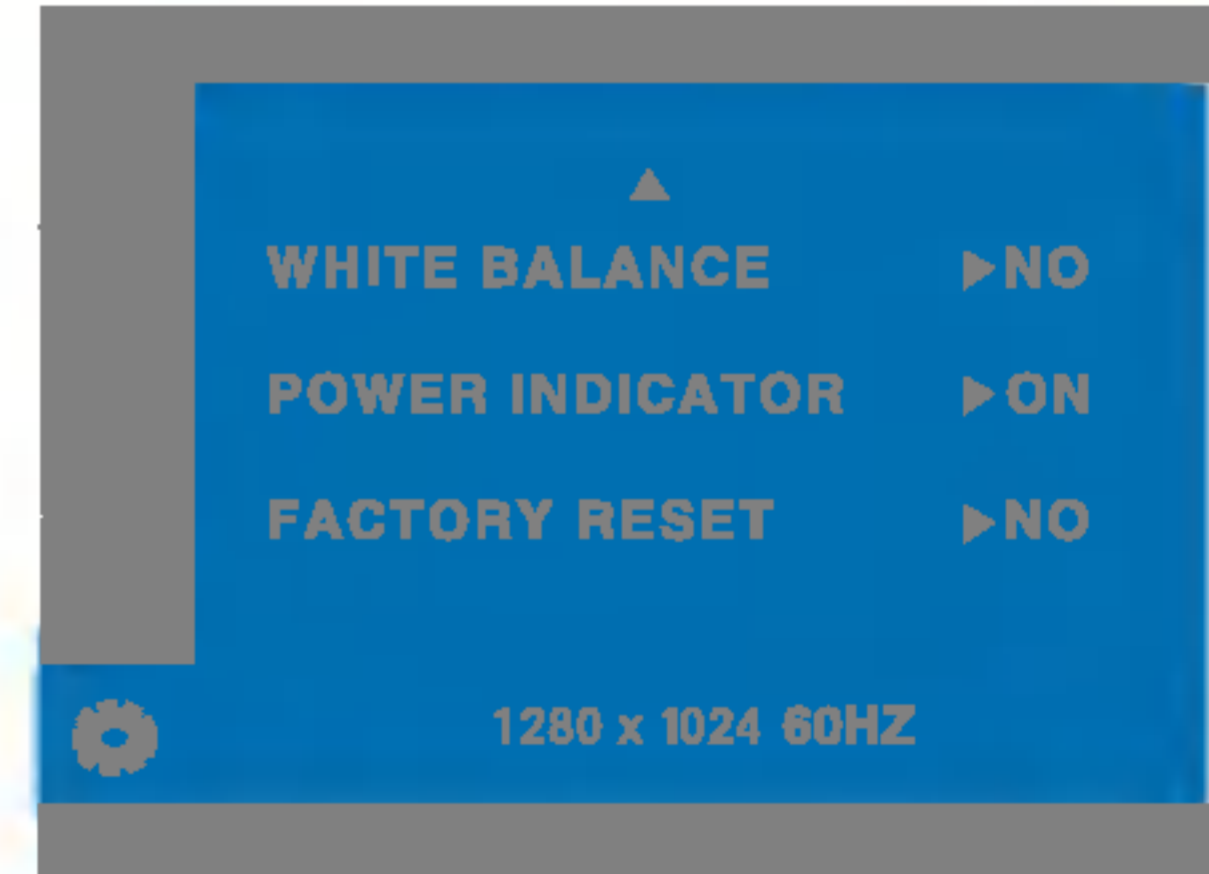 WHITE BALANCE ▶NO
POWER INDICATOR ▶ON
FACTORY RESET ▶NO
1280 x 1024 60HZ